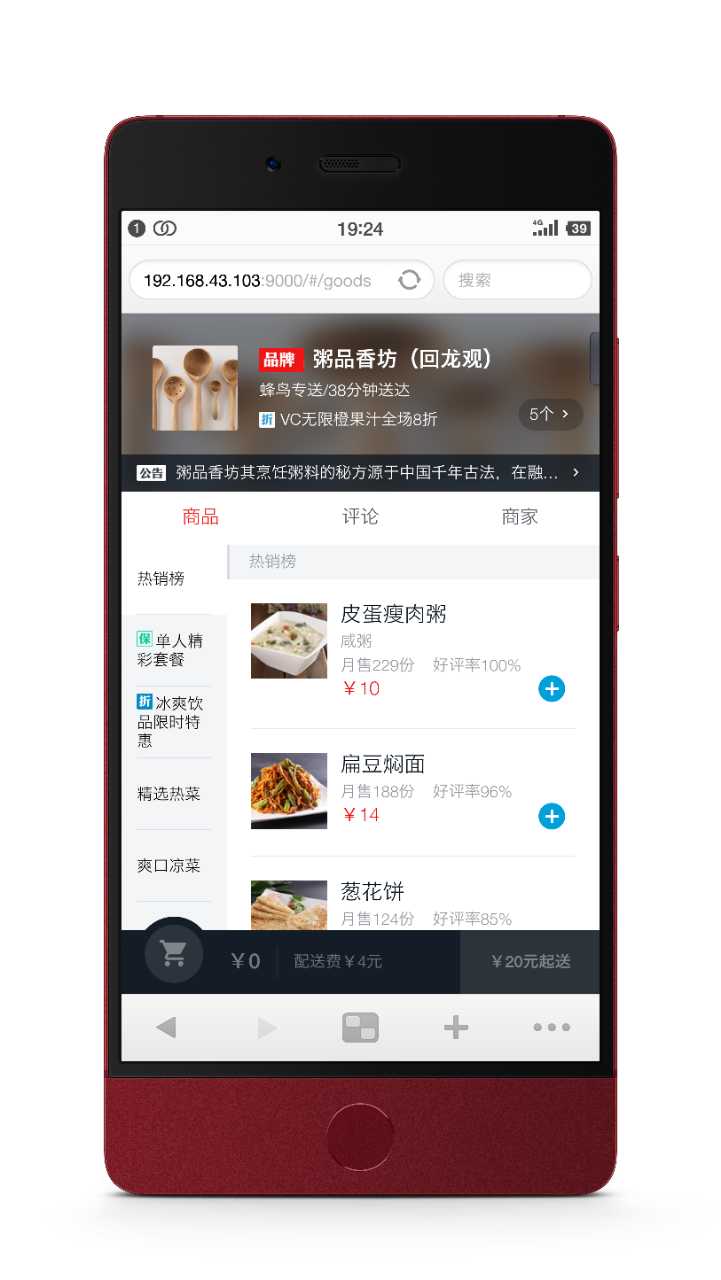 1
19:24
4G
39
192.168.43.103:9000/#/goods
搜索
品牌 粥品香坊（回龙观）
蜂鸟专送/38分钟送达
折 VC无限橙果汁全场8折
5个 >
公告 粥品香坊其烹饪粥料的秘方源于中国千年古法，在融... >
商品
评论
商家
热销榜
保 单人精
彩套餐
折 冰爽饮
品限时特
惠
精选热菜
爽口凉菜
热销榜
皮蛋瘦肉粥
咸粥
月售229份 好评率100%
￥10
扁豆焖面
月售188份 好评率96%
￥14
葱花饼
月售124份 好评率85%
￥0
配送费￥4元
￥20元起送